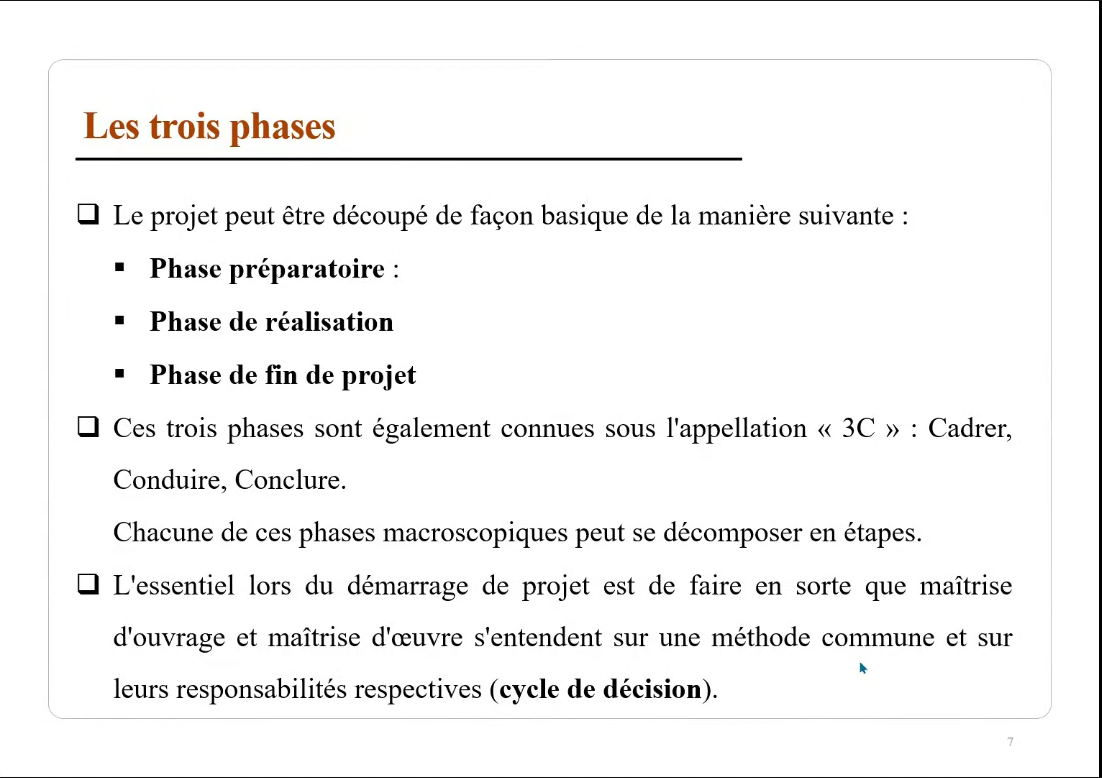 Les trois phases
Le projet peut être découpé de façon basique de la manière suivante :
Phase préparatoire :
Phase de réalisation
Phase de fin de projet
Ces trois phases sont également connues sous l'appellation « 3C » : Cadrer,
Conduire, Conclure.
Chacune de ces phases macroscopiques peut se décomposer en étapes.
L'essentiel lors du démarrage de projet est de faire en sorte que maîtrise
d'ouvrage et maîtrise d'œuvre s'entendent sur une méthode commune et sur
leurs responsabilités respectives (cycle de décision).
7